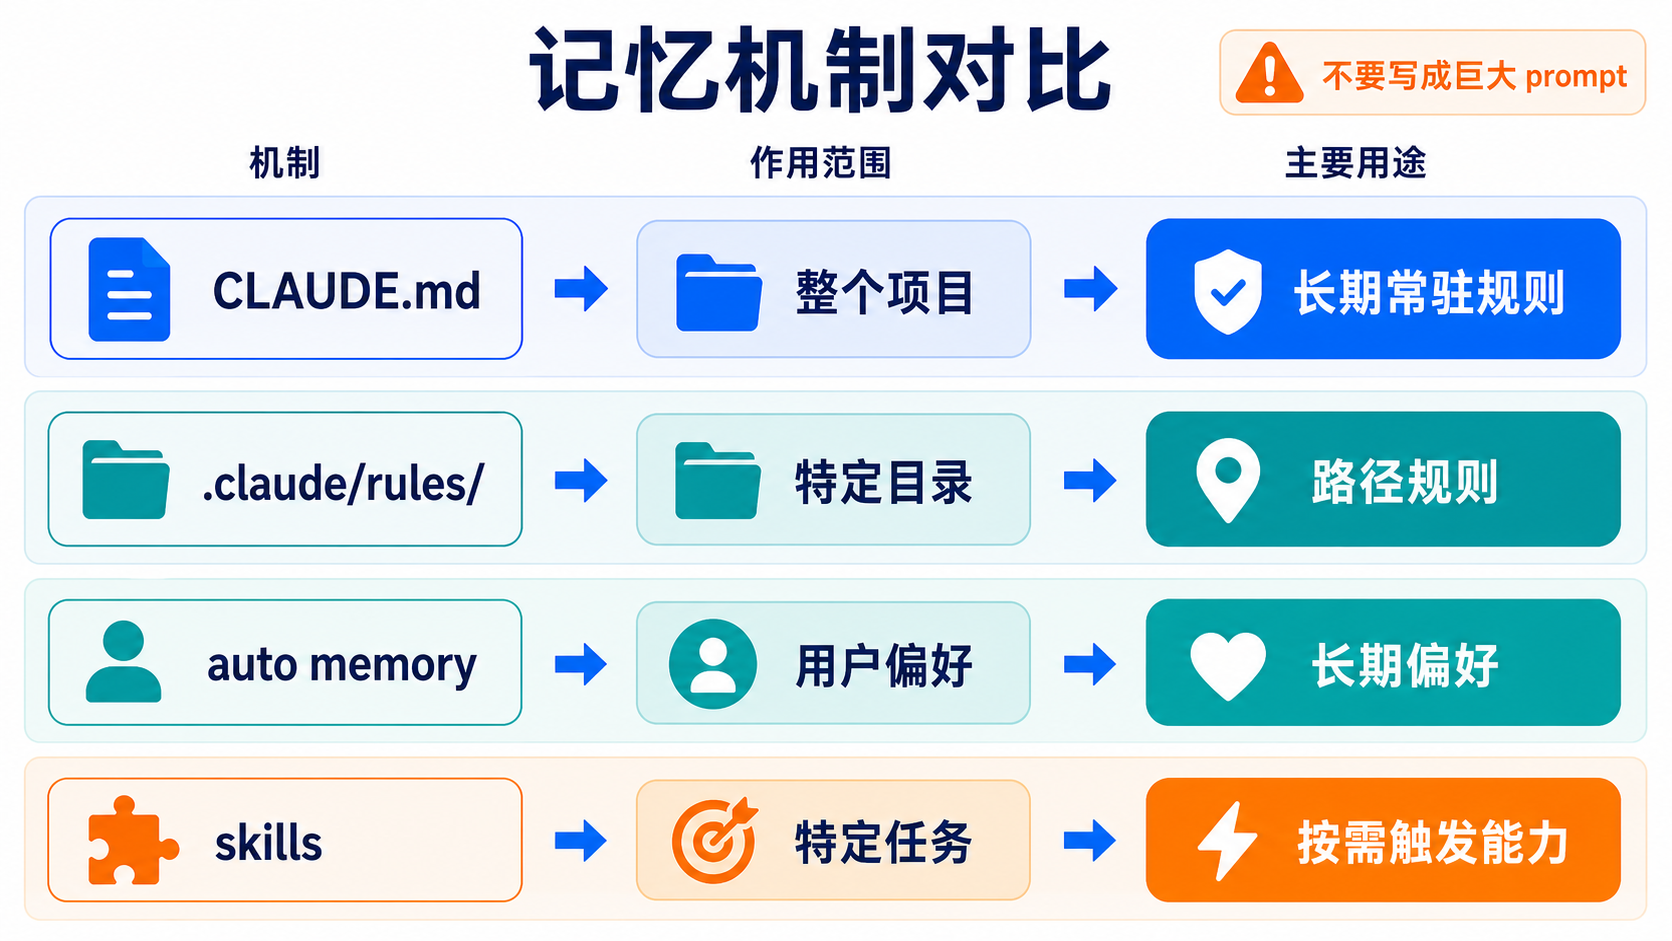 记忆机制对比
不要写成巨大 prompt
机制
作用范围
主要用途
CLAUDE.md
整个项目
长期常驻规则
.claude/rules/
特定目录
路径规则
auto memory
用户偏好
长期偏好
skills
特定任务
按需触发能力